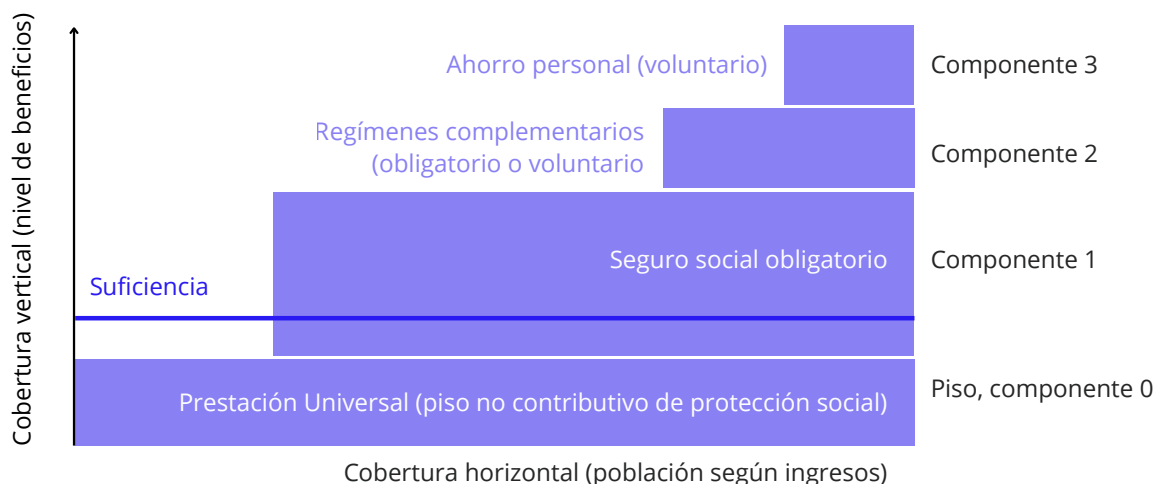 Cobertura vertical (nivel de beneficios)
Ahorro personal (voluntario)
Componente 3
Regímenes complementarios
(obligatorio o voluntario
Componente 2
Seguro social obligatorio
Componente 1
Suficiencia
Prestación Universal (piso no contributivo de protección social)
Piso, componente 0
Cobertura horizontal (población según ingresos)